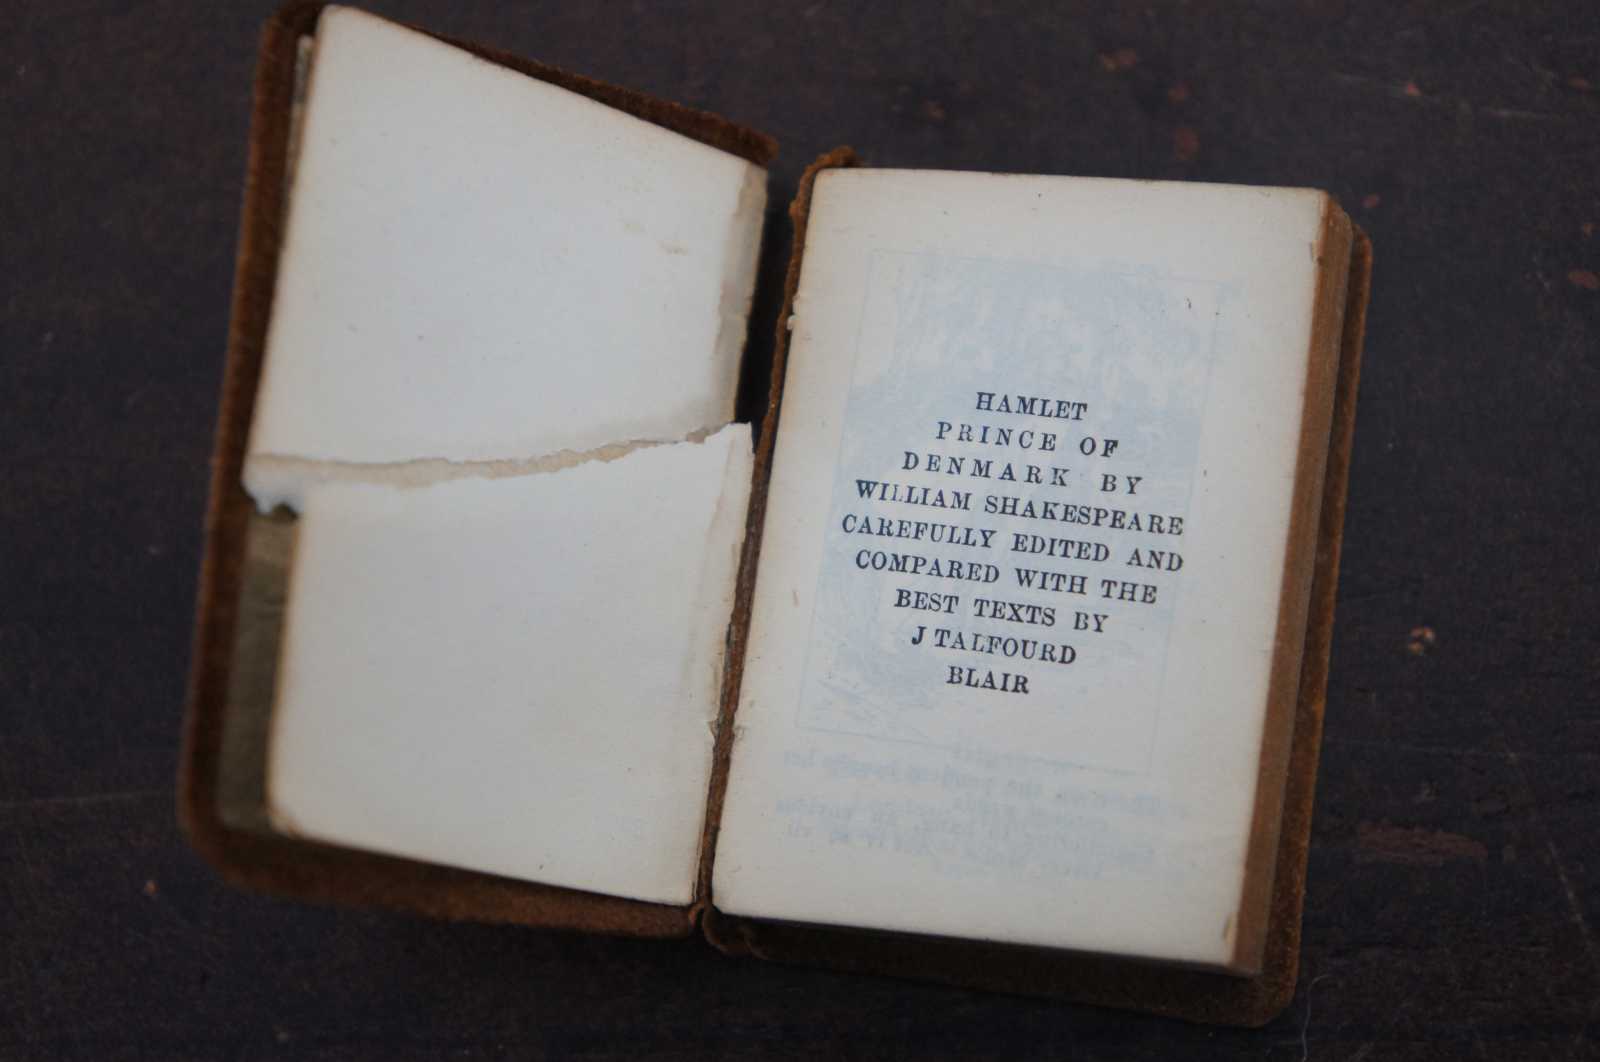 HAMLET
PRINCE OF
DENMARK BY
WILLIAM SHAKESPEARE
CAREFULLY EDITED AND
COMPARED WITH THE
BEST TEXTS BY
J TALFOURD
BLAIR